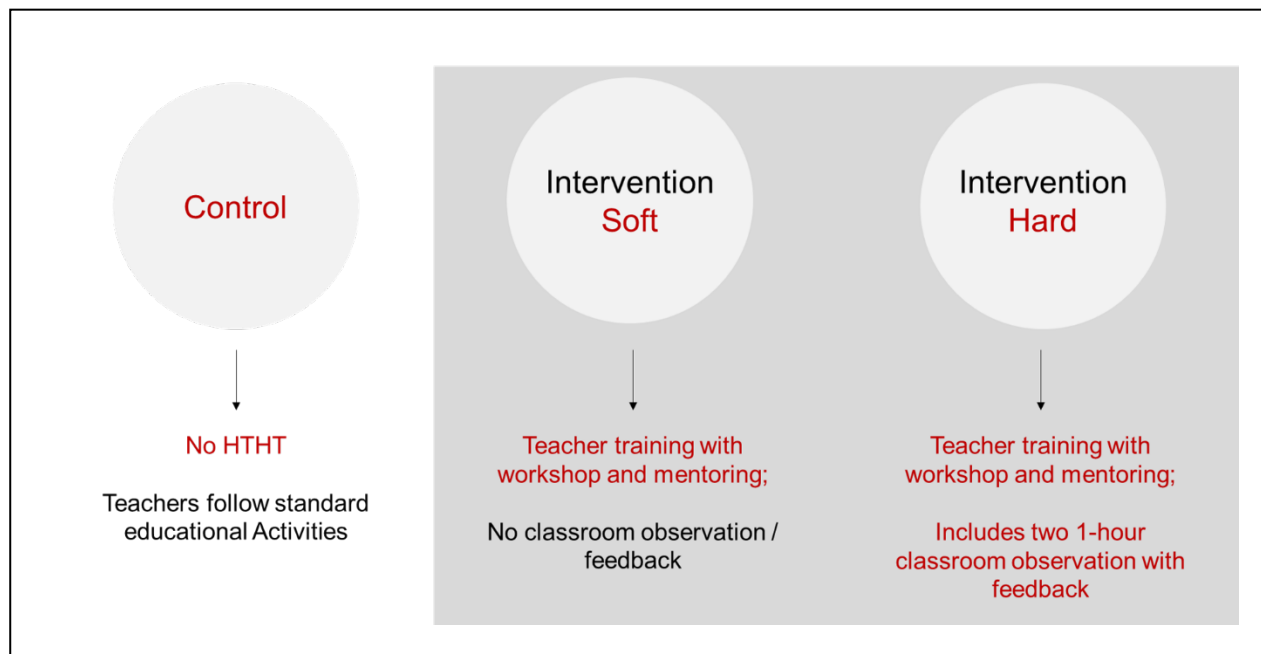 Control
No HTHT
Teachers follow standard
educational Activities
Intervention
Soft
Teacher training with
workshop and mentoring;
No classroom observation /
feedback
Intervention
Hard
Teacher training with
workshop and mentoring;
Includes two 1-hour
classroom observation with
feedback